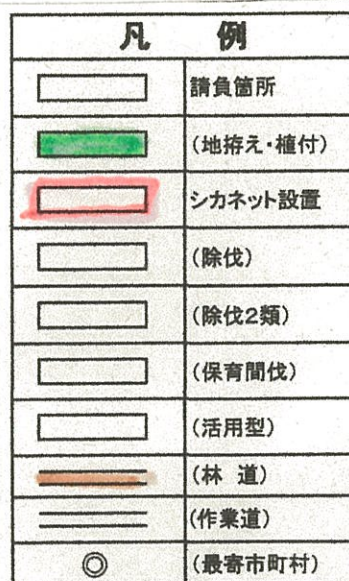 凡 例
請負箇所
(地拵え・植付)
シカネット設置
(除伐)
(除伐2類)
(保育間伐)
(活用型)
(林 道)
(作業道)
(最寄市町村)